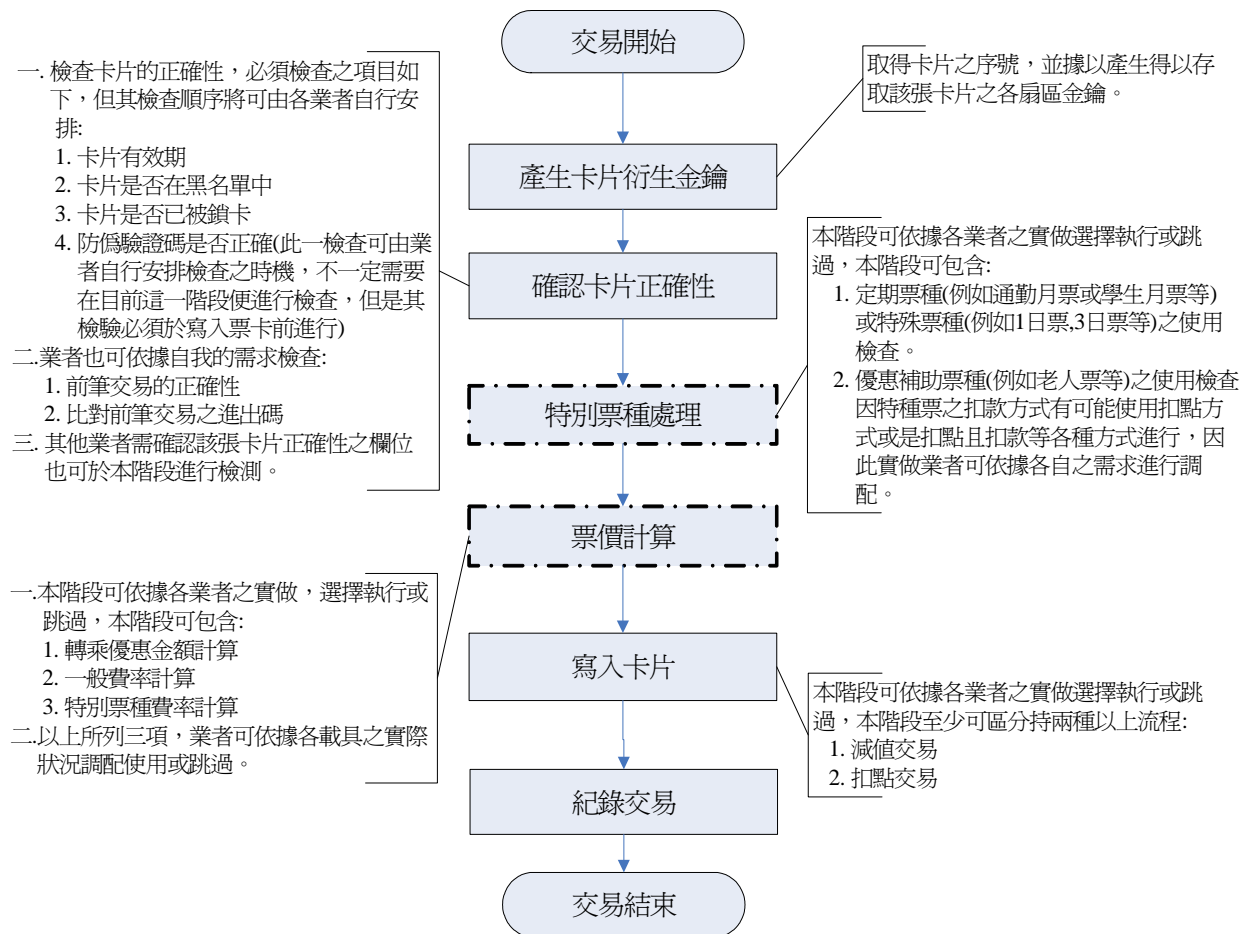 交易開始
取得卡片之序號，並據以產生得以存
取該張卡片之各扇區金鑰。
一. 檢查卡片的正確性，必須檢查之項目如
下，但其檢查順序將可由各業者自行安
排:
1. 卡片有效期
2. 卡片是否在黑名單中
3. 卡片是否已被鎖卡
4. 防偽驗證碼是否正確(此一檢查可由業
者自行安排檢查之時機，不一定需要
在目前這一階段便進行檢查，但是其
檢驗必須於寫入票卡前進行)
二.業者也可依據自我的需求檢查:
1. 前筆交易的正確性
2. 比對前筆交易之進出碼
三. 其他業者需確認該張卡片正確性之欄位
也可於本階段進行檢測。
產生卡片衍生金鑰
確認卡片正確性
本階段可依據各業者之實做選擇執行或跳
過，本階段可包含:
1. 定期票種(例如通勤月票或學生月票等)
或特殊票種(例如1日票,3日票等)之使用
檢查。
2. 優惠補助票種(例如老人票等)之使用檢查
因特種票之扣款方式有可能使用扣點方
式或是扣點且扣款等各種方式進行，因
此實做業者可依據各自之需求進行調
配。
特別票種處理
票價計算
一.本階段可依據各業者之實做，選擇執行或
跳過，本階段可包含:
1. 轉乘優惠金額計算
2. 一般費率計算
3. 特別票種費率計算
二.以上所列三項，業者可依據各載具之實際
狀況調配使用或跳過。
寫入卡片
本階段可依據各業者之實做選擇執行或跳
過，本階段至少可區分持兩種以上流程:
1. 減值交易
2. 扣點交易
紀錄交易
交易結束